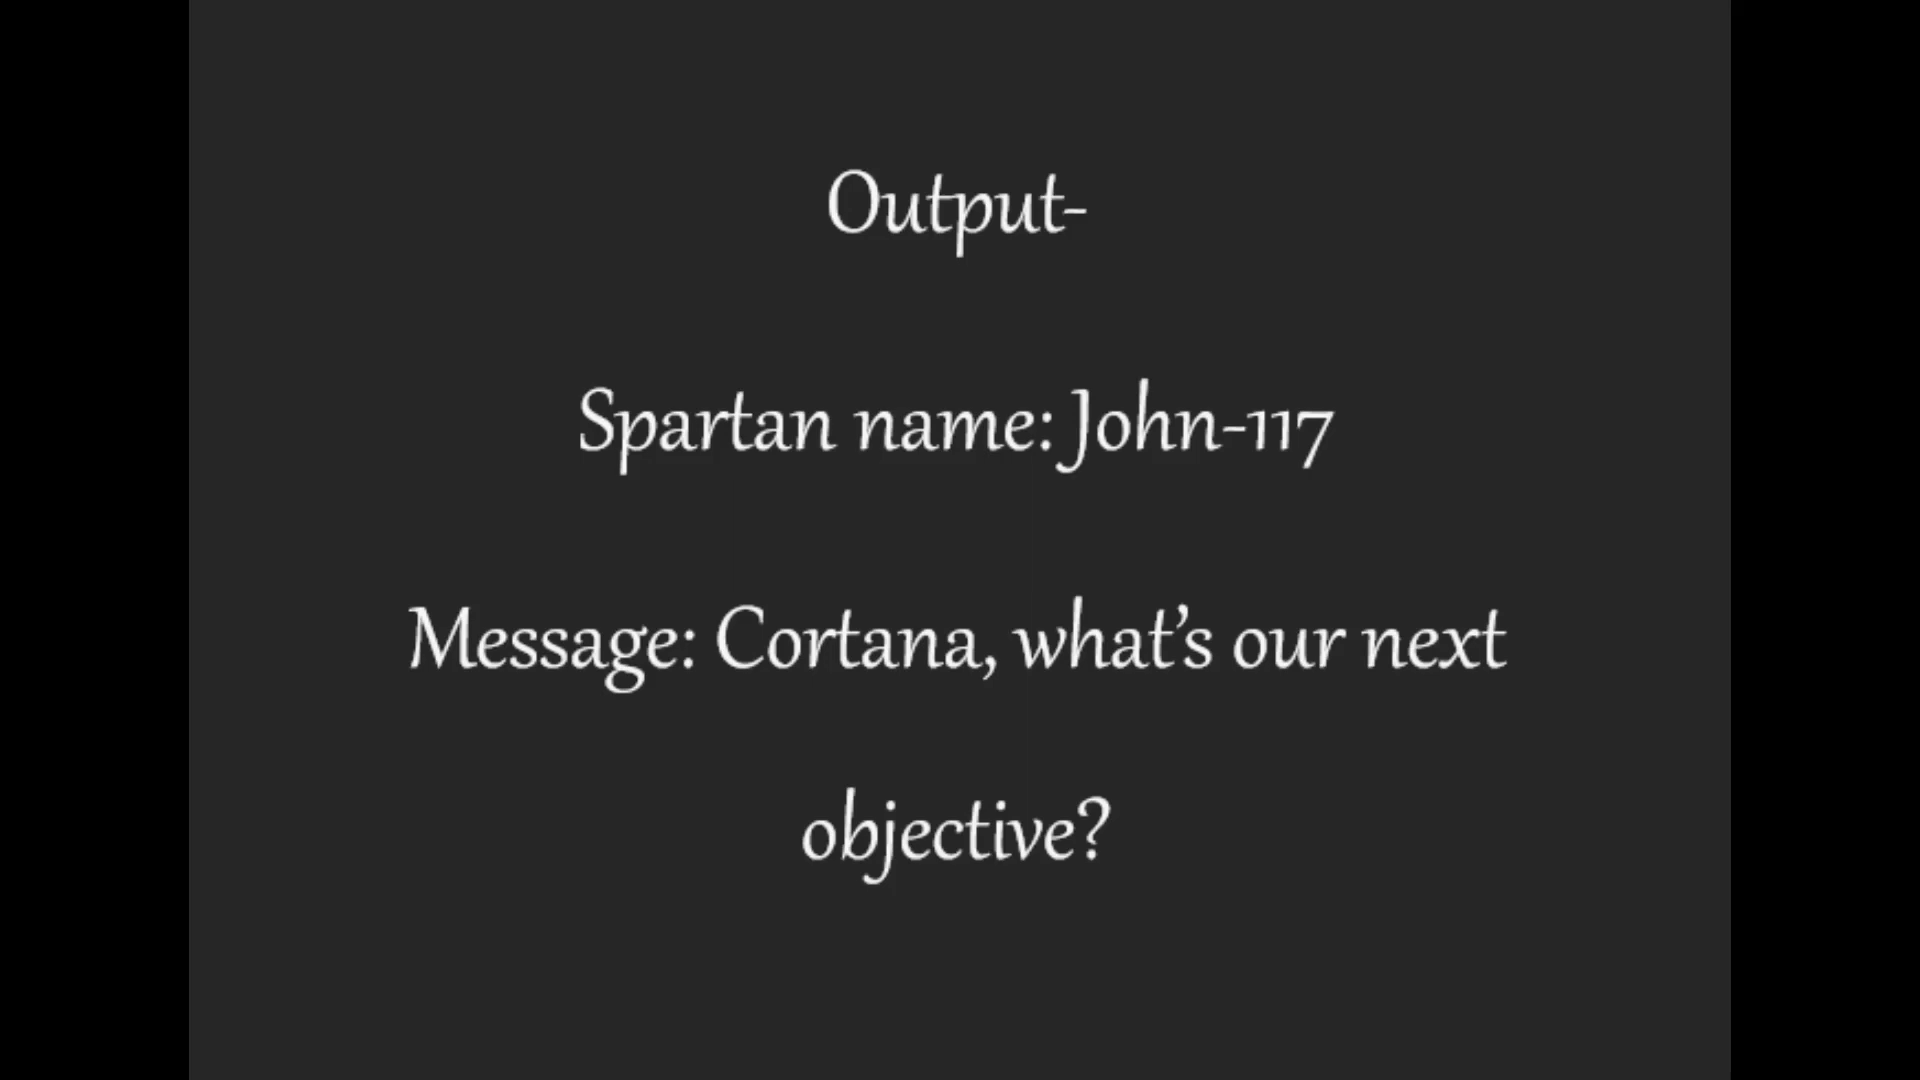 Output-
Spartan name: John-117
Message: Cortana, what’s our next
objective?